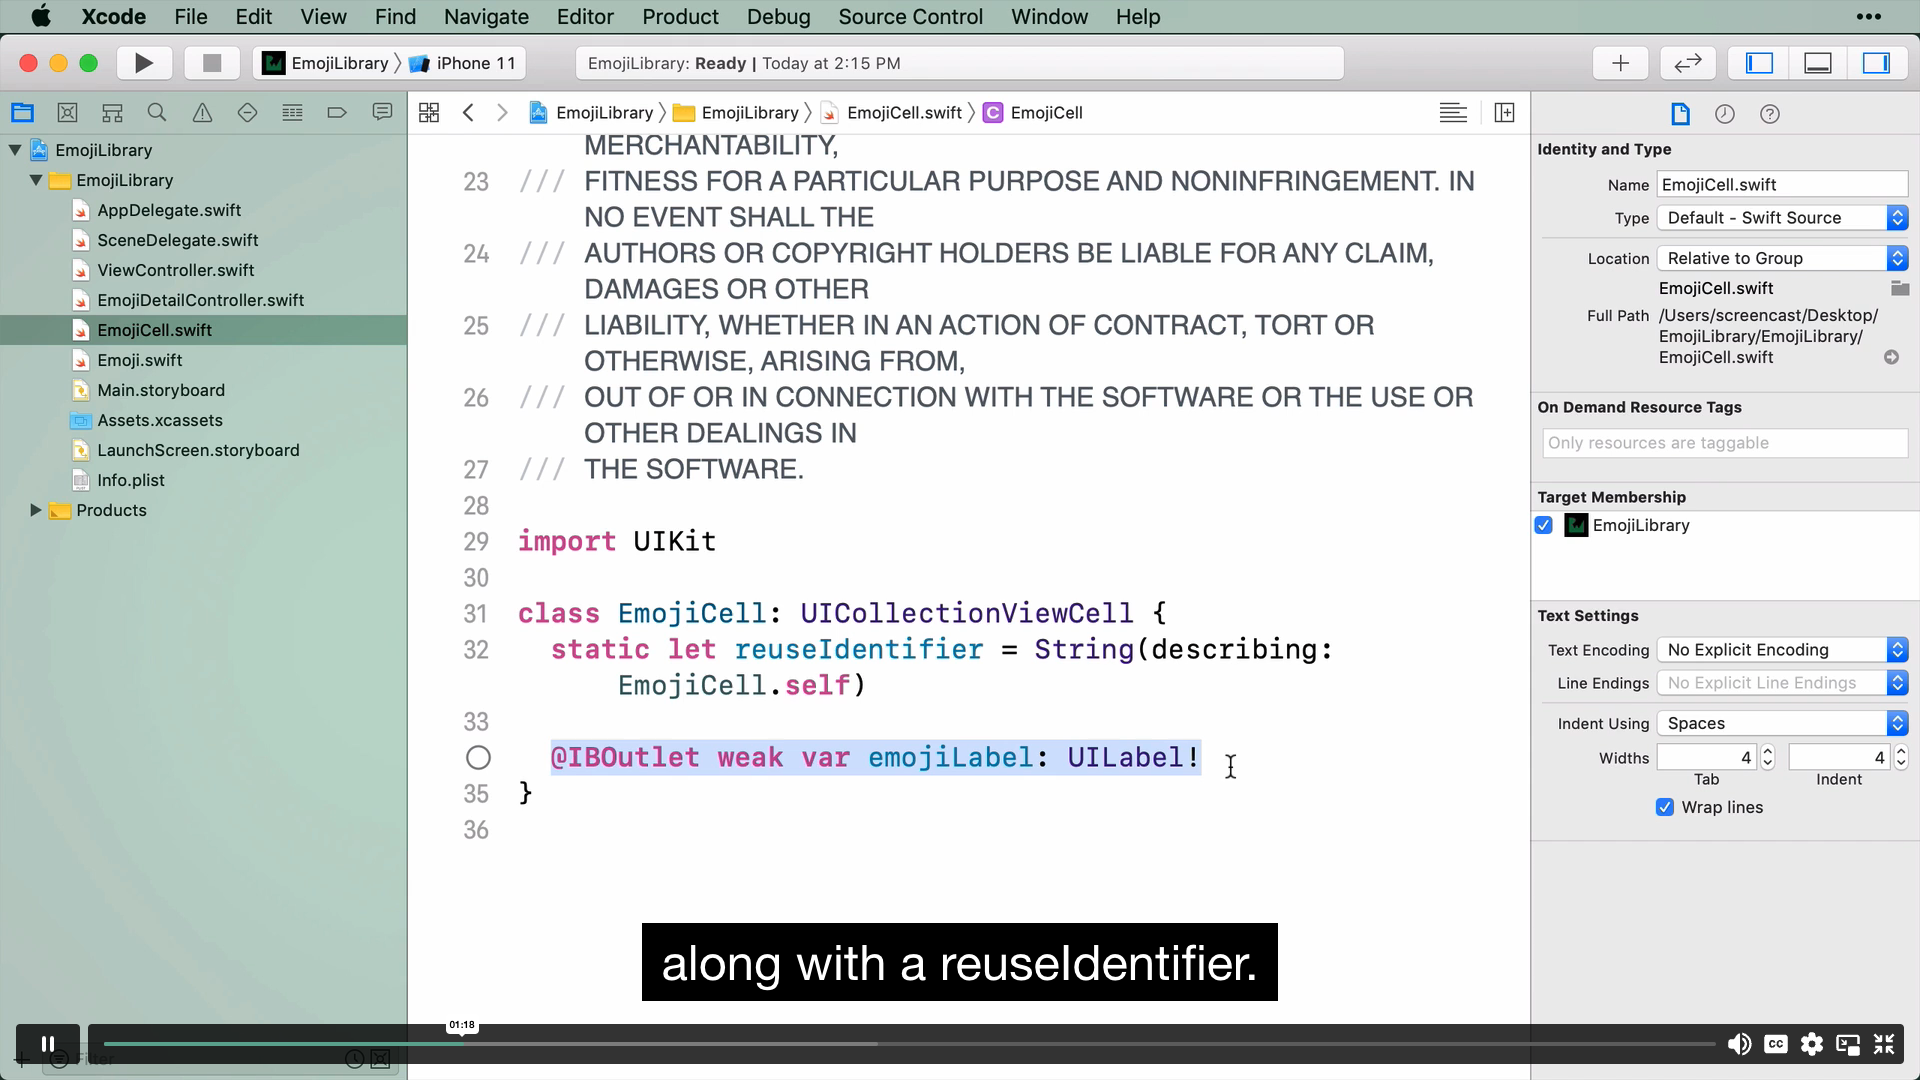 Xcode File Edit View Find Navigate Editor Product Debug Source Control Window Help
EmojiLibrary iPhone 11
EmojiLibrary: Ready | Today at 2:15 PM
EmojiLibrary EmojiLibrary EmojiCell.swift EmojiCell
EmojiLibrary
EmojiLibrary
AppDelegate.swift
SceneDelegate.swift
ViewController.swift
EmojiDetailController.swift
EmojiCell.swift
Emoji.swift
Main.storyboard
Assets.xcassets
LaunchScreen.storyboard
Info.plist
Products
Filter
MERCHANTABILITY,
23 /// FITNESS FOR A PARTICULAR PURPOSE AND NONINFRINGEMENT. IN
NO EVENT SHALL THE
24 /// AUTHORS OR COPYRIGHT HOLDERS BE LIABLE FOR ANY CLAIM,
DAMAGES OR OTHER
25 /// LIABILITY, WHETHER IN AN ACTION OF CONTRACT, TORT OR
OTHERWISE, ARISING FROM,
26 /// OUT OF OR IN CONNECTION WITH THE SOFTWARE OR THE USE OR
OTHER DEALINGS IN
27 /// THE SOFTWARE.
28
29 import UIKit
30
31 class EmojiCell: UICollectionViewCell {
32 static let reuseIdentifier = String(describing:
EmojiCell.self)
33
@IBOutlet weak var emojiLabel: UILabel!
35 }
36
Identity and Type
Name EmojiCell.swift
Type Default - Swift Source
Location Relative to Group
EmojiCell.swift
Full Path /Users/screencast/Desktop/
EmojiLibrary/EmojiLibrary/
EmojiCell.swift
On Demand Resource Tags
Only resources are taggable
Target Membership
EmojiLibrary
Text Settings
Text Encoding No Explicit Encoding
Line Endings No Explicit Line Endings
Indent Using Spaces
Widths 4 4
Tab Indent
Wrap lines
along with a reuseIdentifier.
01:18
CC